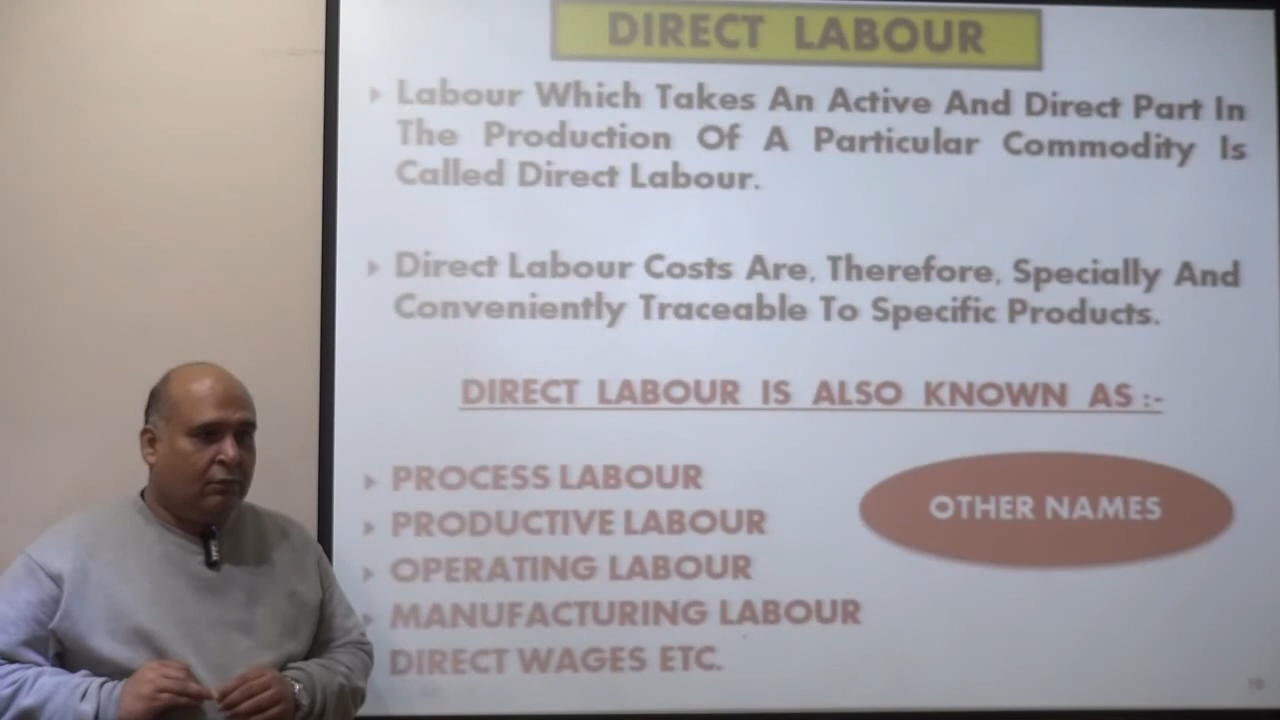 DIRECT LABOUR
Labour Which Takes An Active And Direct Part In
The Production Of A Particular Commodity Is
Called Direct Labour.
Direct Labour Costs Are, Therefore, Specially And
Conveniently Traceable To Specific Products.
DIRECT LABOUR IS ALSO KNOWN AS :-
PROCESS LABOUR
PRODUCTIVE LABOUR
OTHER NAMES
OPERATING LABOUR
MANUFACTURING LABOUR
DIRECT WAGES ETC.